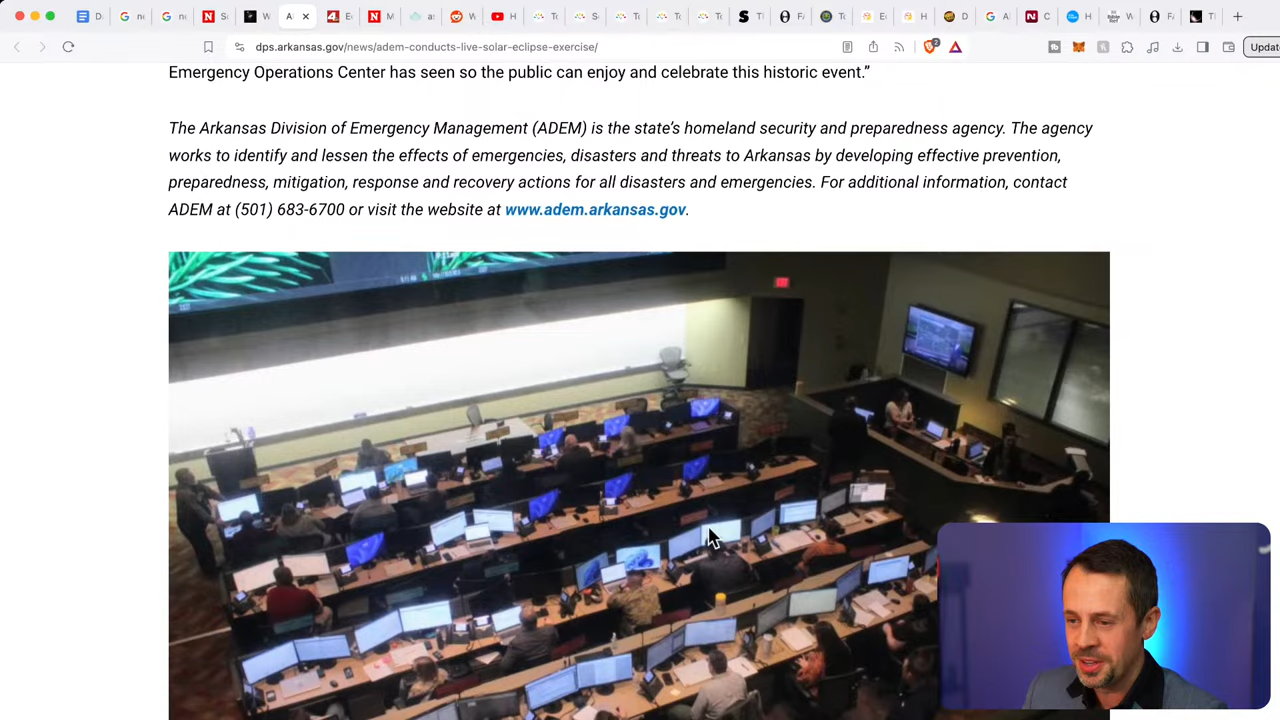 dps.arkansas.gov/news/adem-conducts-live-solar-eclipse-exercise/
Update
Emergency Operations Center has seen so the public can enjoy and celebrate this historic event.”
The Arkansas Division of Emergency Management (ADEM) is the state’s homeland security and preparedness agency. The agency
works to identify and lessen the effects of emergencies, disasters and threats to Arkansas by developing effective prevention,
preparedness, mitigation, response and recovery actions for all disasters and emergencies. For additional information, contact
ADEM at (501) 683-6700 or visit the website at www.adem.arkansas.gov.